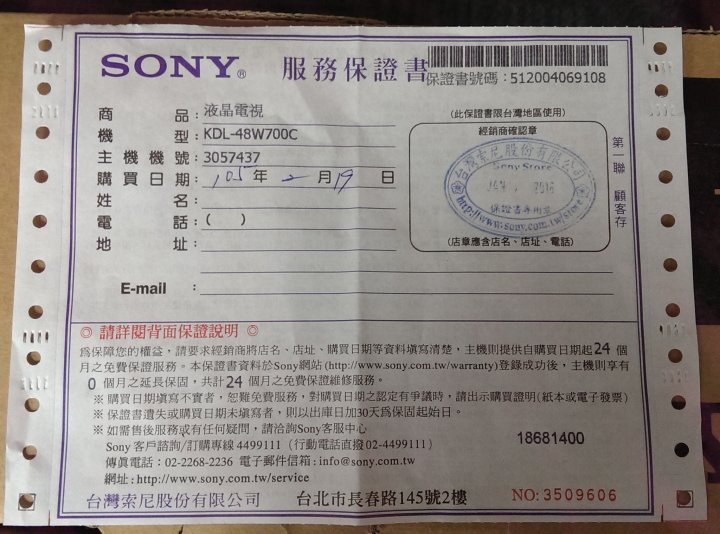 SONY® 服務保證書
保證書號碼：512004069108
商品：液晶電視
(此保證書限台灣地區使用)
機型：KDL-48W700C
經銷商確認章
主機機號：3057437
台灣索尼股份有限公司
Sony Store
JAN , 2016
保證書專用章
http://www.sony.com.tw/store
購買日期：105年 2 月 19 日
姓名：
電話：( )
地址：
(店章應含店名、店址、電話)
第一聯 顧客存
E-mail：
◎ 請詳閱背面保證說明 ◎
為保障您的權益，請要求經銷商將店名、店址、購買日期等資料填寫清楚，主機則提供自購買日期起 24 個
月之免費保證服務。本保證書資料於Sony網站 (http://www.sony.com.tw/warranty)登錄成功後，主機則享有
0 個月之延長保固，共計 24 個月之免費保證維修服務。
※ 購買日期填寫不實者，恕難免費服務，對購買日期之認定有爭議時，請出示購買證明(紙本或電子發票)
※ 保證書遺失或購買日期未填寫者，則以出庫日加30天為保固起始日。
※ 如需售後服務或有任何疑問，請洽詢Sony客服中心
Sony 客戶諮詢/訂購專線 4499111（行動電話直撥 02-4499111）
18681400
傳真電話：02-2268-2236 電子郵件信箱：info@sony.com.tw
網址：http://www.sony.com.tw/service
台灣索尼股份有限公司 台北市長春路145號2樓 NO: 3509606